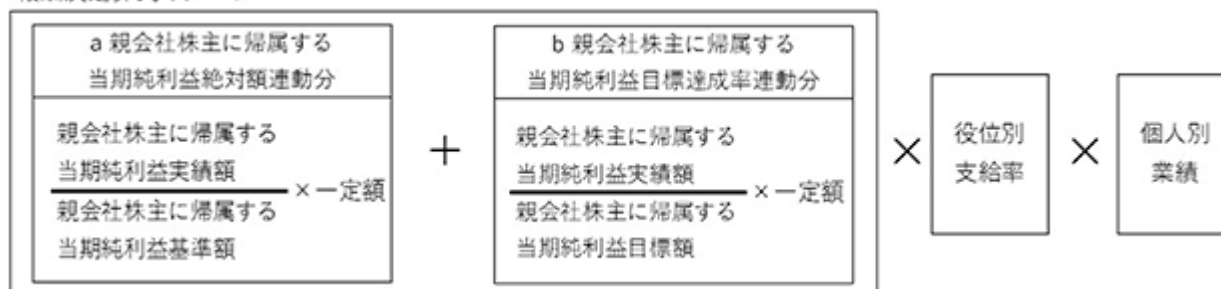 a 親会社株主に帰属する
当期純利益絶対額連動分
親会社株主に帰属する
当期純利益実績額
親会社株主に帰属する
当期純利益基準額
×一定額
+
b 親会社株主に帰属する
当期純利益目標達成率連動分
親会社株主に帰属する
当期純利益実績額
親会社株主に帰属する
当期純利益目標額
×一定額
×
役位別
支給率
×
個人別
業績